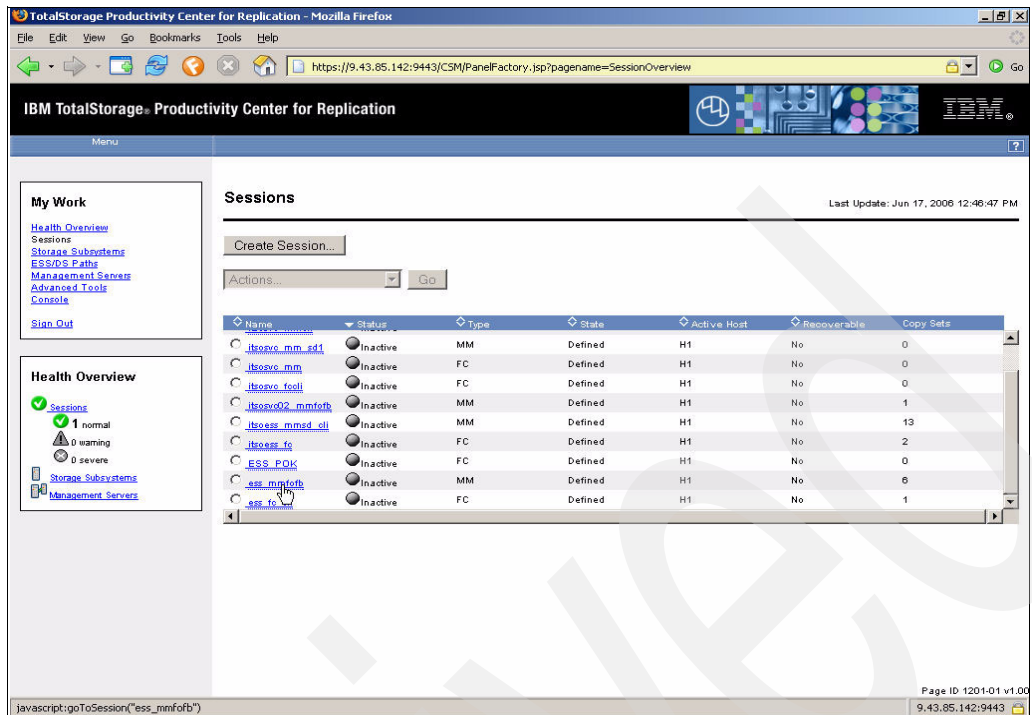 TotalStorage Productivity Center for Replication - Mozilla Firefox
File Edit View Go Bookmarks Tools Help
https://9.43.85.142:9443/CSM/PanelFactory.jsp?pagename=SessionOverview
Go
IBM TotalStorage® Productivity Center for Replication
IBM®
Menu
?
My Work
Health Overview
Sessions
Storage Subsystems
ESS/DS Paths
Management Servers
Advanced Tools
Console
Sign Out
Health Overview
Sessions
1 normal
0 warning
0 severe
Storage Subsystems
Management Servers
Sessions
Last Update: Jun 17, 2006 12:46:47 PM
Create Session...
Actions... Go
Name Status Type State Active Host Recoverable Copy Sets
itsosvc_mm_sd1 Inactive MM Defined H1 No 0
itsosvc_mm Inactive FC Defined H1 No 0
itsosvc_fccli Inactive FC Defined H1 No 0
itsosvc02_mmfofb Inactive MM Defined H1 No 1
itsoess_mmsd_cli Inactive MM Defined H1 No 13
itsoess_fc Inactive FC Defined H1 No 2
ESS_POK Inactive FC Defined H1 No 0
ess_mmfofb Inactive MM Defined H1 No 6
ess_fc Inactive FC Defined H1 No 1
Page ID 1201-01 v1.00
javascript:goToSession("ess_mmfofb")
9.43.85.142:9443